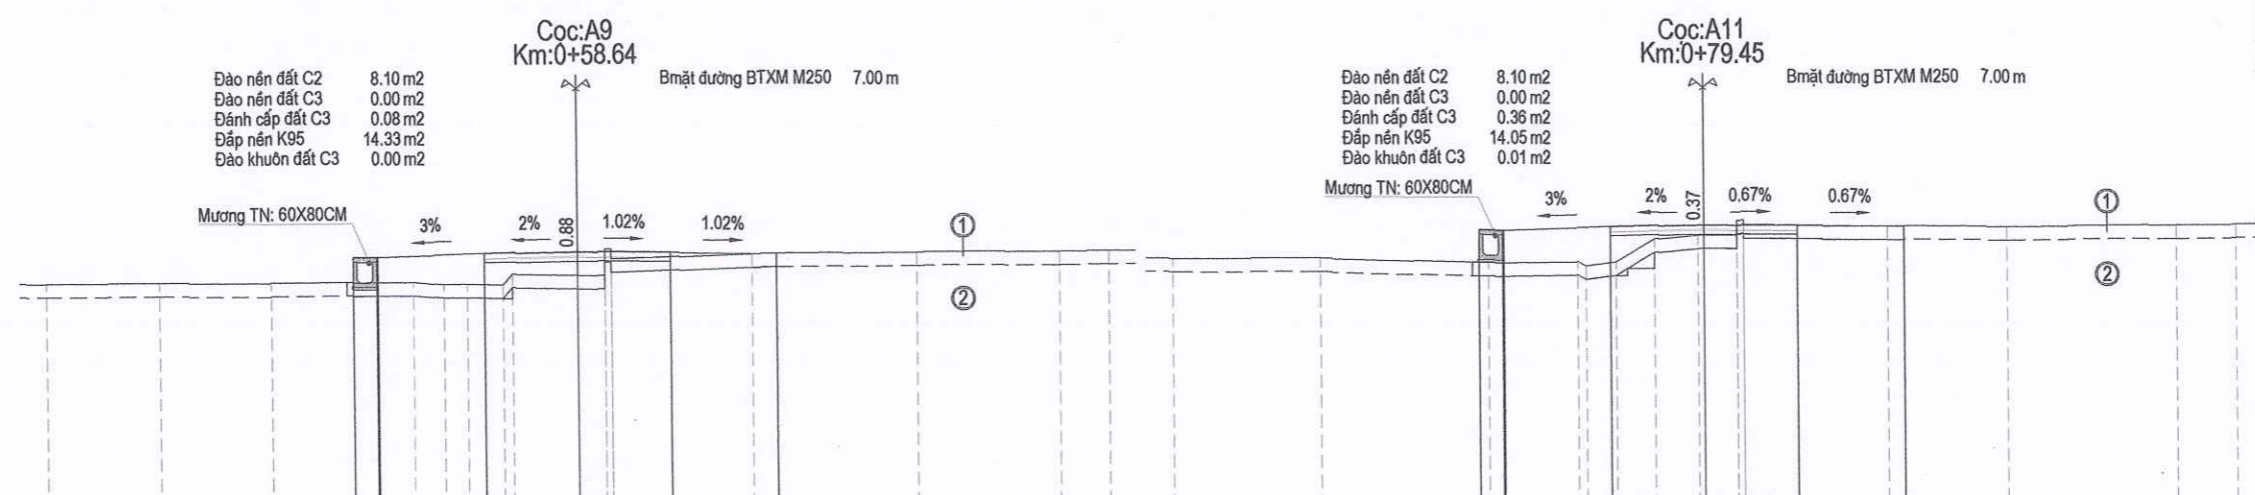 Cọc:A9
Km:0+58.64
Đào nền đất C2 8.10 m2
Đào nền đất C3 0.00 m2
Đánh cấp đất C3 0.08 m2
Đắp nền K95 14.33 m2
Đào khuôn đất C3 0.00 m2
Bmặt đường BTXM M250 7.00 m
Mương TN: 60X80CM
3%
2%
0.88
1.02%
1.02%
1
2
Cọc:A11
Km:0+79.45
Đào nền đất C2 8.10 m2
Đào nền đất C3 0.00 m2
Đánh cấp đất C3 0.36 m2
Đắp nền K95 14.05 m2
Đào khuôn đất C3 0.01 m2
Bmặt đường BTXM M250 7.00 m
Mương TN: 60X80CM
3%
2%
0.37
0.67%
0.67%
1
2